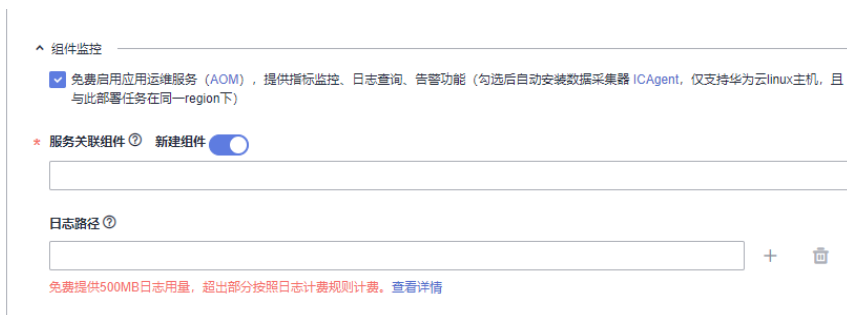 组件监控
免费启用应用运维服务（AOM），提供指标监控、日志查询、告警功能（勾选后自动安装数据采集器 ICAgent，仅支持华为云linux主机，且
与此部署任务在同一region下）
* 服务关联组件 新建组件
日志路径
免费提供500MB日志用量，超出部分按照日志计费规则计费。查看详情